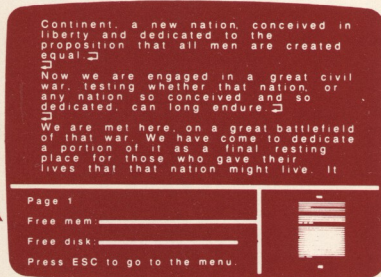 Continent, a new nation, conceived in
liberty and dedicated to the
proposition that all men are created
equal.
Now we are engaged in a great civil
war, testing whether that nation, or
any nation so conceived and so
dedicated, can long endure.
We are met here, on a great battlefield
of that war. We have come to dedicate
a portion of it as a final resting
place for those who gave their
lives that that nation might live. It
Page 1
Free mem:
Free disk:
Press ESC to go to the menu.